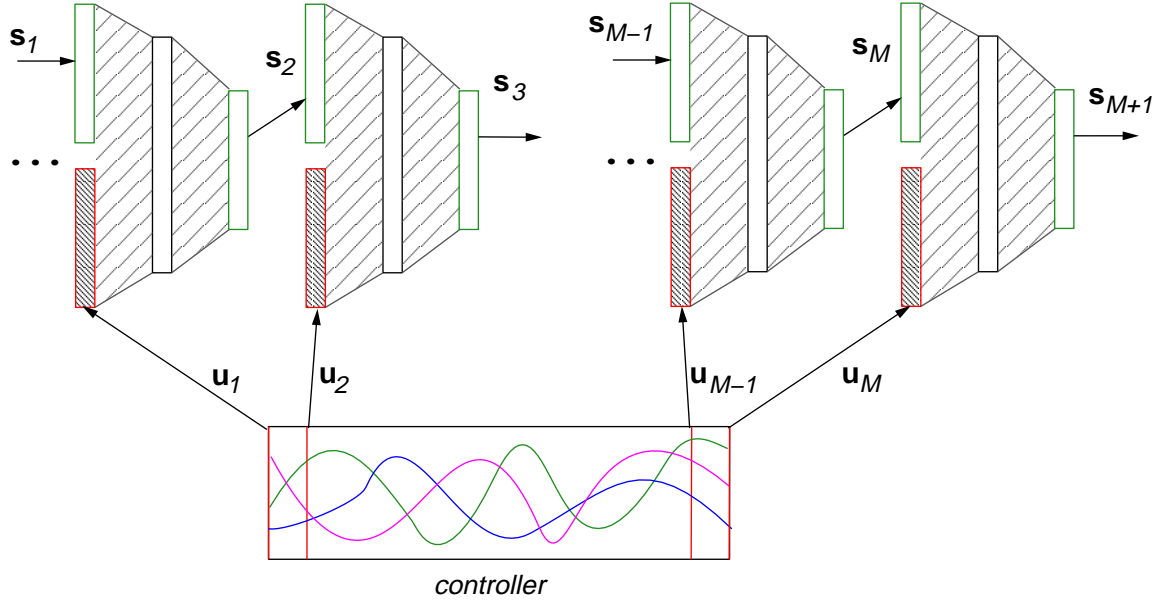 s1
s2
s3
sM−1
sM
sM+1
...
...
u1
u2
uM−1
uM
controller